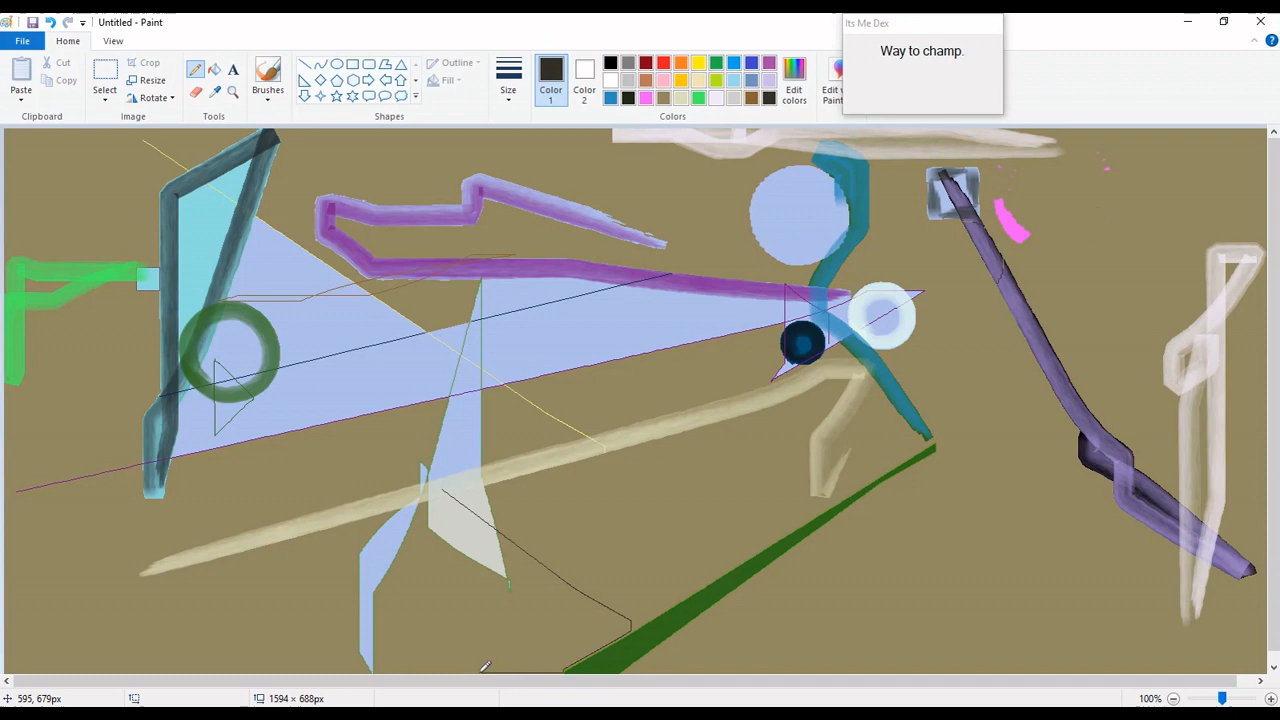 Untitled - Paint
Its Me Dex
Way to champ.
File
Home
View
Paste
Cut
Copy
Clipboard
Select
Crop
Resize
Rotate
Image
A
Tools
Brushes
Outline
Fill
Shapes
Size
Color
1
Color
2
Edit
colors
Colors
Edit
Paint
595, 679px
1594 × 688px
100%